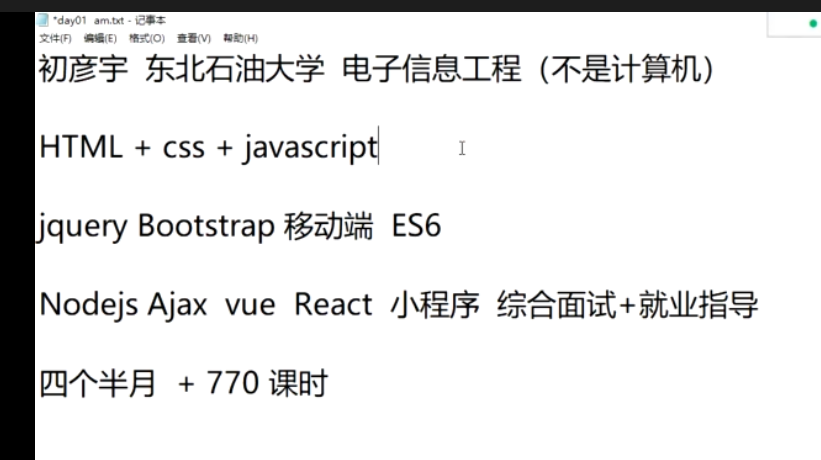 *day01 am.txt - 记事本
文件(F) 编辑(E) 格式(O) 查看(V) 帮助(H)
初彦宇 东北石油大学 电子信息工程（不是计算机）
HTML + css + javascript
jquery Bootstrap 移动端 ES6
Nodejs Ajax vue React 小程序 综合面试+就业指导
四个半月 + 770 课时